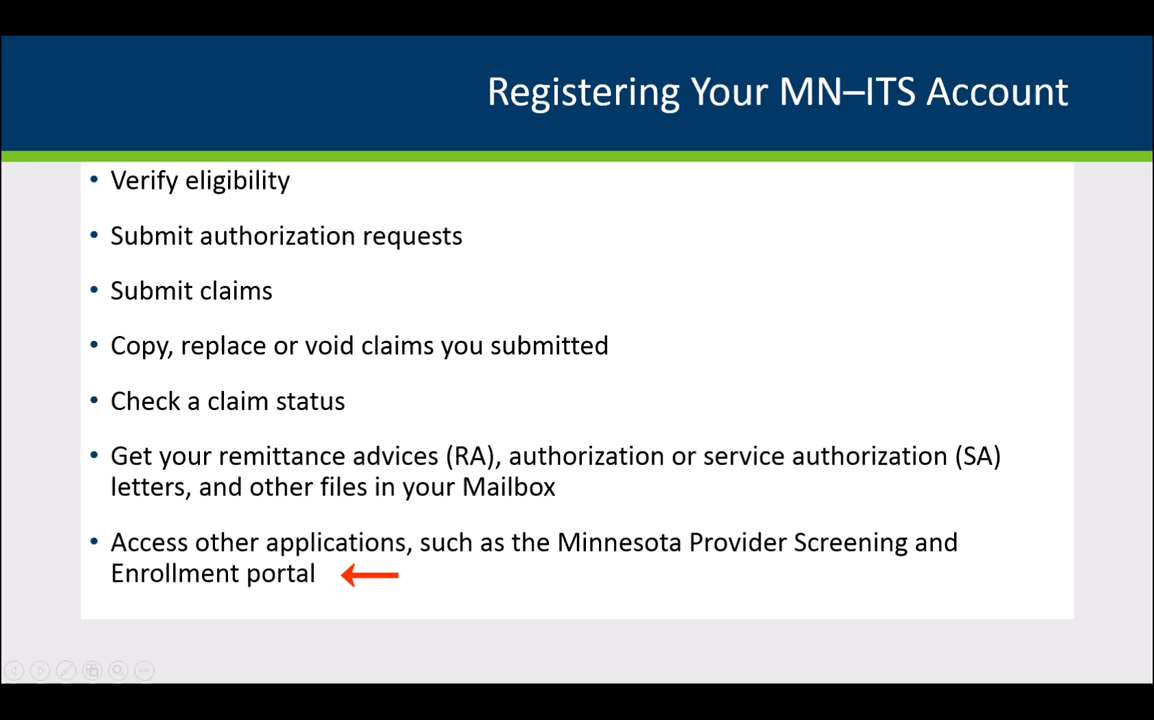 Registering Your MN–ITS Account
• Verify eligibility
• Submit authorization requests
• Submit claims
• Copy, replace or void claims you submitted
• Check a claim status
• Get your remittance advices (RA), authorization or service authorization (SA)
letters, and other files in your Mailbox
• Access other applications, such as the Minnesota Provider Screening and
Enrollment portal